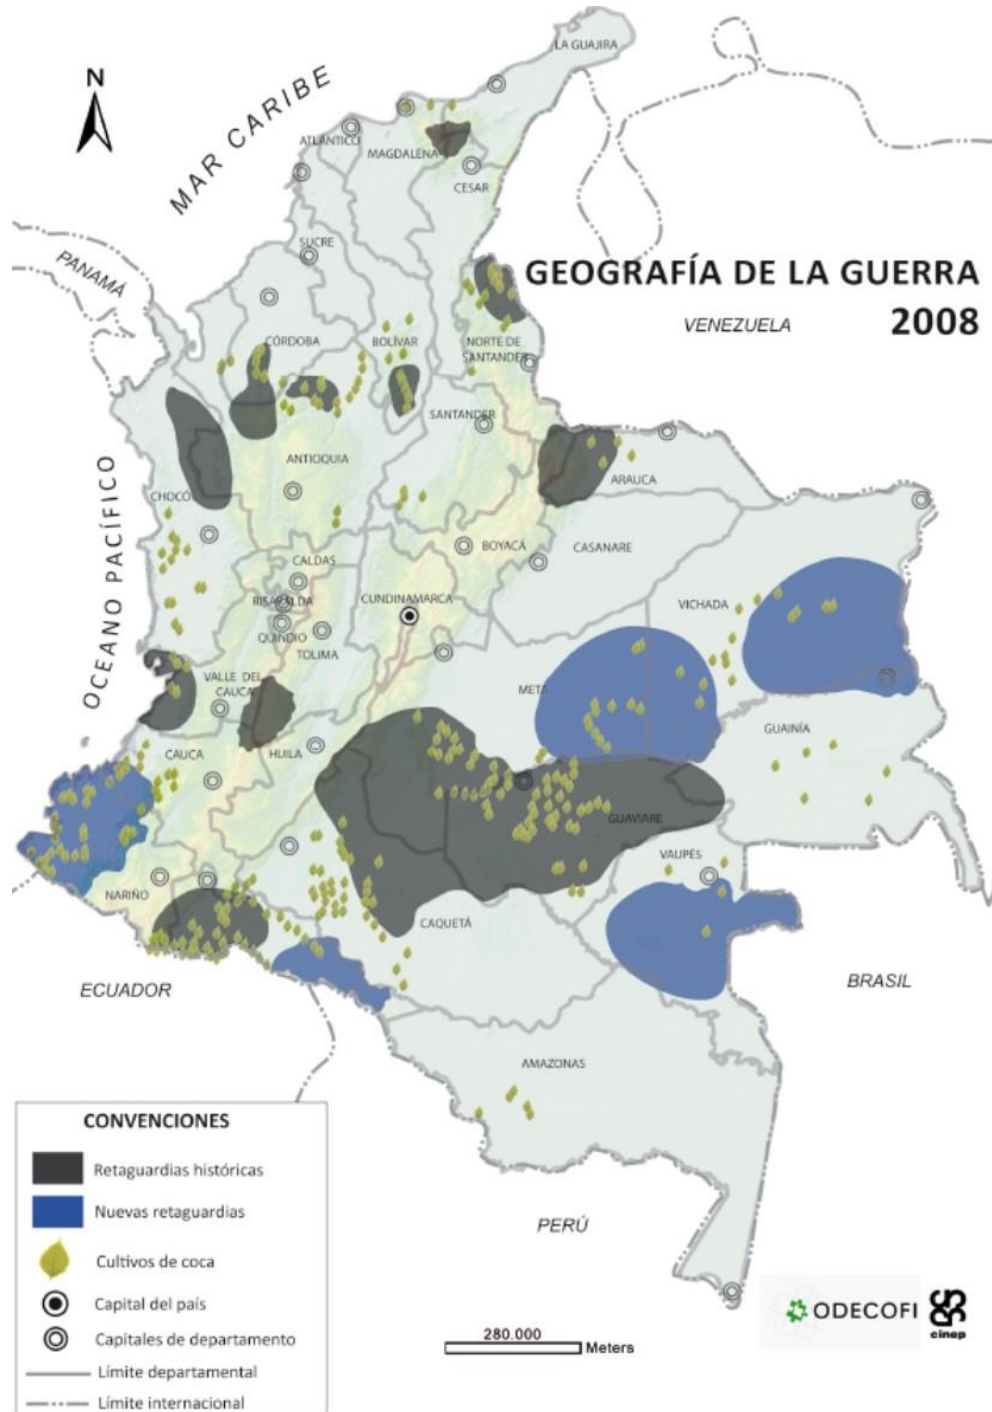 N
MAR CARIBE
LA GUAJIRA
ATLÁNTICO
MAGDALENA
CESAR
SUCRE
PANAMÁ
GEOGRAFÍA DE LA GUERRA
2008
VENEZUELA
CÓRDOBA
BOLÍVAR
NORTE DE
SANTANDER
SANTANDER
ANTIOQUIA
ARAUCA
CHOCÓ
OCEANO PACÍFICO
BOYACÁ
CASANARE
CALDAS
RISARALDA
CUNDINAMARCA
VICHADA
QUINDIO
TOLIMA
VALLE DEL
CAUCA
META
GUAINÍA
CAUCA
HUILA
GUAVIARE
VAUPÉS
NARIÑO
CAQUETÁ
ECUADOR
BRASIL
AMAZONAS
PERÚ
CONVENCIONES
Retaguardias históricas
Nuevas retaguardias
Cultivos de coca
Capital del país
Capitales de departamento
Límite departamental
Límite internacional
280.000
Meters
ODECOFI
cinep